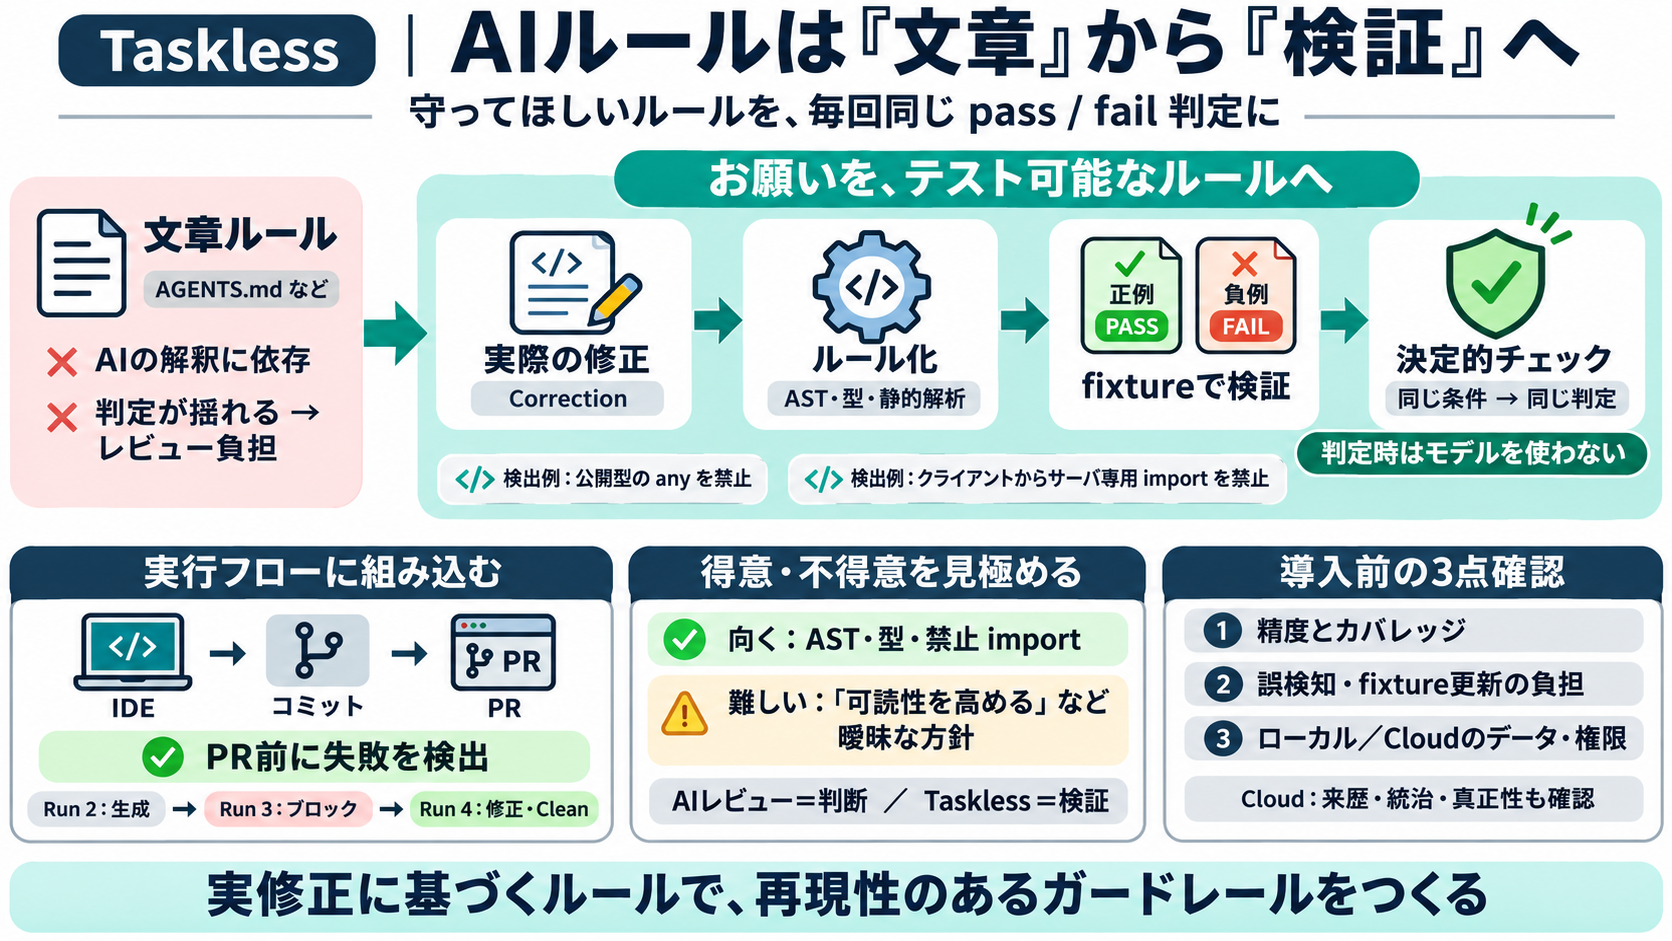 Taskless
AIルールは『文章』から『検証』へ
守ってほしいルールを、毎回同じ pass / fail 判定に
文章ルール
AGENTS.md など
AIの解釈に依存
判定が揺れる →
レビュー負担
お願いを、テスト可能なルールへ
</>
実際の修正
Correction
</>
ルール化
AST・型・静的解析
正例
PASS
負例
FAIL
fixtureで検証
決定的チェック
同じ条件 → 同じ判定
判定時はモデルを使わない
</> 検出例：公開型の any を禁止
</> 検出例：クライアントからサーバ専用 import を禁止
実行フローに組み込む
</>
IDE
コミット
PR
PR
PR前に失敗を検出
Run 2：生成
Run 3：ブロック
Run 4：修正・Clean
得意・不得意を見極める
向く：AST・型・禁止 import
難しい：「可読性を高める」など
曖昧な方針
AIレビュー＝判断 ／ Taskless＝検証
導入前の3点確認
1 精度とカバレッジ
2 誤検知・fixture更新の負担
3 ローカル／Cloudのデータ・権限
Cloud：来歴・統治・真正性も確認
実修正に基づくルールで、再現性のあるガードレールをつくる